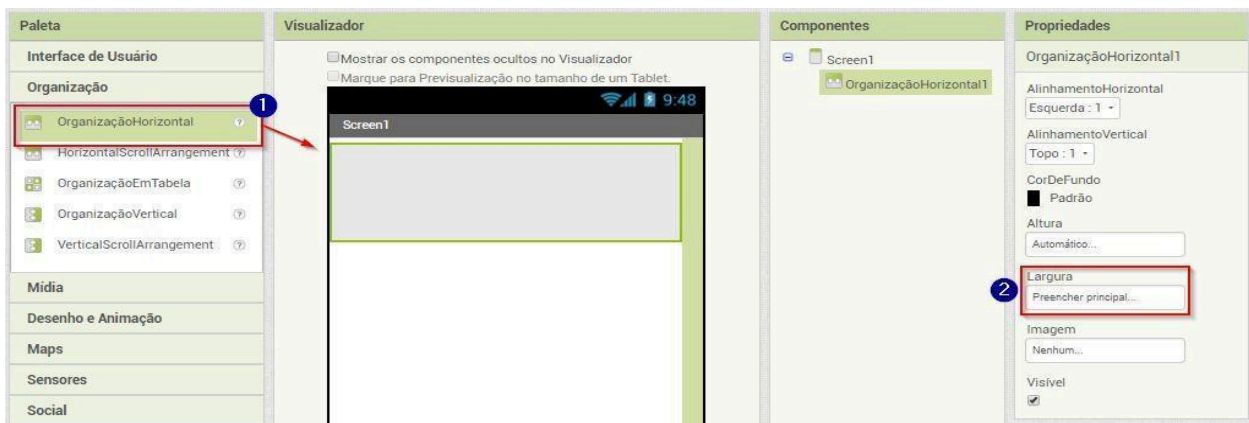 Paleta
Interface de Usuário
Organização
1
OrganizaçãoHorizontal ?
HorizontalScrollArrangement ?
OrganizaçãoEmTabela ?
OrganizaçãoVertical ?
VerticalScrollArrangement ?
Mídia
Desenho e Animação
Maps
Sensores
Social
Visualizador
Mostrar os componentes ocultos no Visualizador
Marque para Previsualização no tamanho de um Tablet.
9:48
Screen1
Componentes
Screen1
OrganizaçãoHorizontal1
Propriedades
OrganizaçãoHorizontal1
AlinhamentoHorizontal
Esquerda : 1
AlinhamentoVertical
Topo : 1
CorDeFundo
Padrão
Altura
Automático...
2
Largura
Preencher principal...
Imagem
Nenhum...
Visível